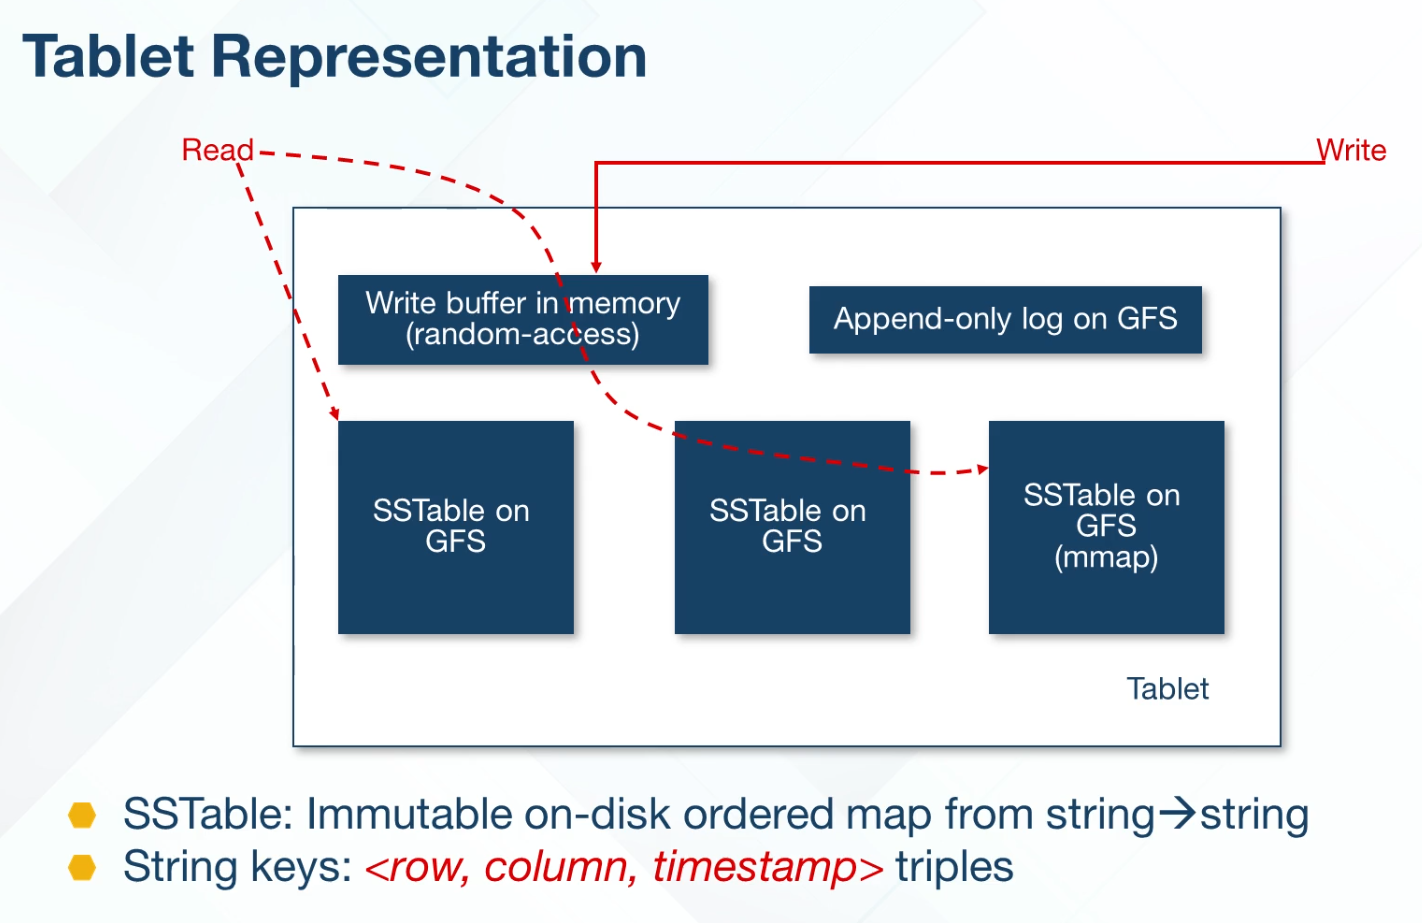 Tablet Representation
Read
Write
Write buffer in memory
(random-access)
Append-only log on GFS
SSTable on
GFS
SSTable on
GFS
SSTable on
GFS
(mmap)
Tablet
SSTable: Immutable on-disk ordered map from string→string
String keys: <row, column, timestamp> triples